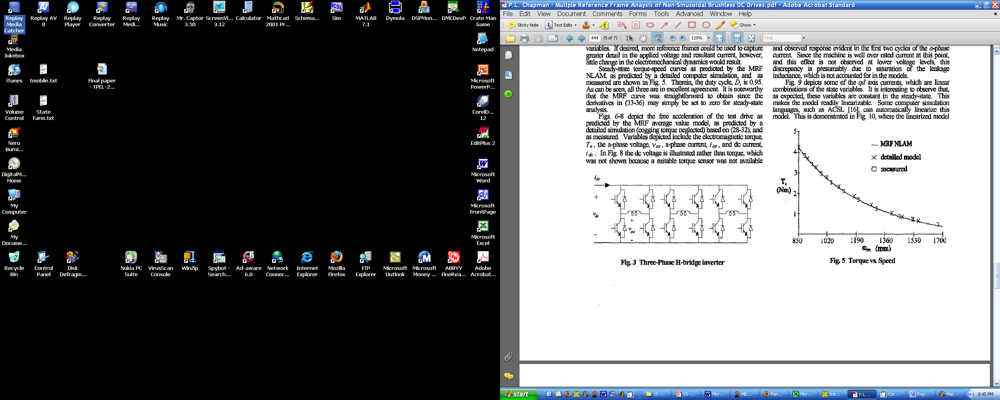 Replay Media Catcher
Replay AV 8
Replay Player
Replay Converter
Replay Medi...
Replay Music
Mr. Captor 3.50
ScreenVi... 3.12
Calculator
Mathcad 2001 Pr...
Schema...
Sim
MATLAB 7.1
Dymola
DSPMon...
DMCDevP
Crate Man Game
Media Jukebox
Notepad
iTunes
tmobile.txt
Final paper - TPEL-2...
Microsoft PowerP...
Volume Control
State Farm.txt
CorelD... 12
Nero Burni...
EditPlus 2
DigitalM... Home
Microsoft Word
My Computer
Microsoft FrontPage
My Docume...
Microsoft Excel
Recycle Bin
Control Panel
Disk Defragm...
Nokia PC Suite
VirusScan Console
WinZip
Spybot - Search...
Ad-aware 6.0
Network Connec...
Internet Explorer
Mozilla Firefox
FTP Explorer
Microsoft Outlook
Microsoft Money ...
ABBYY FineRea...
Adobe Acrobat...
P.L. Chapman - Multple Reference Frame Anaysis of Non-Sinusoidal Brushless DC Drives.pdf - Adobe Acrobat Standard
File Edit View Document Comments Forms Tools Advanced Window Help
Sticky Note Text Edits Show
444 (5 of 7) 129% Find
variables. If desired, more reference frames could be used to capture
greater detail in the applied voltage and resultant current, however,
little change in the electromechanical dynamics would result.
Steady-state torque-speed curves as predicted by the MRF
NLAM, as predicted by a detailed computer simulation, and as
measured are shown in Fig. 5. Therein, the duty cycle, D, is 0.95.
As can be seen, all three are in excellent agreement. It is noteworthy
that the MRF curve was straightforward to obtain since the
derivatives in (33-36) may simply be set to zero for steady-state
analysis.
Figs. 6-8 depict the free acceleration of the test drive as
predicted by the MRF average value model, as predicted by a
detailed simulation (cogging torque neglected) based on (28-32), and
as measured. Variables depicted include the electromagnetic torque,
Te, the a-phase voltage, vas, a-phase current, ias, and dc current,
idc. In Fig. 8 the dc voltage is illustrated rather than torque, which
was not shown because a suitable torque sensor was not available
idc
+
vdc
-
+
vsw
-
Fig. 3 Three-Phase H-bridge inverter
and observed response evident in the first two cycles of the a-phase
current. Since the machine is well over rated current at this point,
and this effect is not observed at lower voltage levels, this
discrepancy is presumably due to saturation of the leakage
inductance, which is not accounted for in the models.
Fig. 9 depicts some of the qd axis currents, which are linear
combinations of the state variables. It is interesting to observe that,
as expected, these variables are constant in the steady-state. This
makes the model readily linearizable. Some computer simulation
languages, such as ACSL [16], can automatically linearize this
model. This is demonstrated in Fig. 10, where the linearized model
5
4
3
2
1
Te
(Nm)
MRF NLAM
detailed model
measured
850 1020 1190 1360 1530 1700
ωrm (rpm)
Fig. 5 Torque vs. Speed
start
15 -...
15 -...
Micr...
ME...
Pan...
Micr...
Inb...
P.L....
Cor...
Rep...
Mat...
8:45 PM